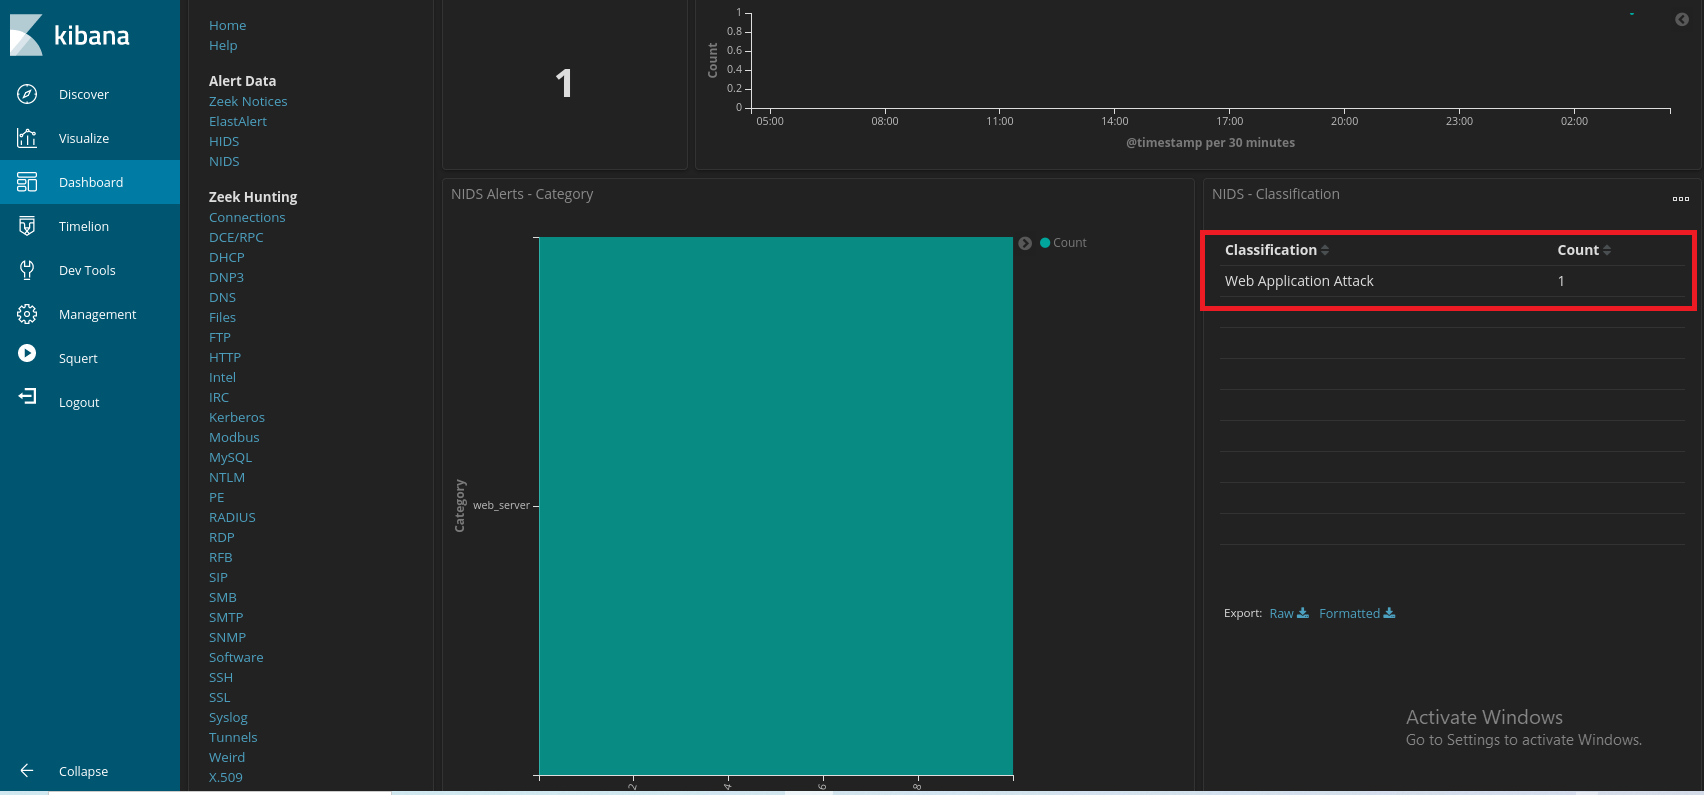 kibana
Discover
Visualize
Dashboard
Timelion
Dev Tools
Management
Squert
Logout
Collapse
Home
Help
Alert Data
Zeek Notices
ElastAlert
HIDS
NIDS
Zeek Hunting
Connections
DCE/RPC
DHCP
DNP3
DNS
Files
FTP
HTTP
Intel
IRC
Kerberos
Modbus
MySQL
NTLM
PE
RADIUS
RDP
RFB
SIP
SMB
SMTP
SNMP
Software
SSH
SSL
Syslog
Tunnels
Weird
X.509
1
Count
1
0.8
0.6
0.4
0.2
0
05:00 08:00 11:00 14:00 17:00 20:00 23:00 02:00
@timestamp per 30 minutes
NIDS Alerts - Category
Count
Category
web_server
2 4 6 8
NIDS - Classification
Classification Count
Web Application Attack 1
Export: Raw Formatted
Activate Windows
Go to Settings to activate Windows.